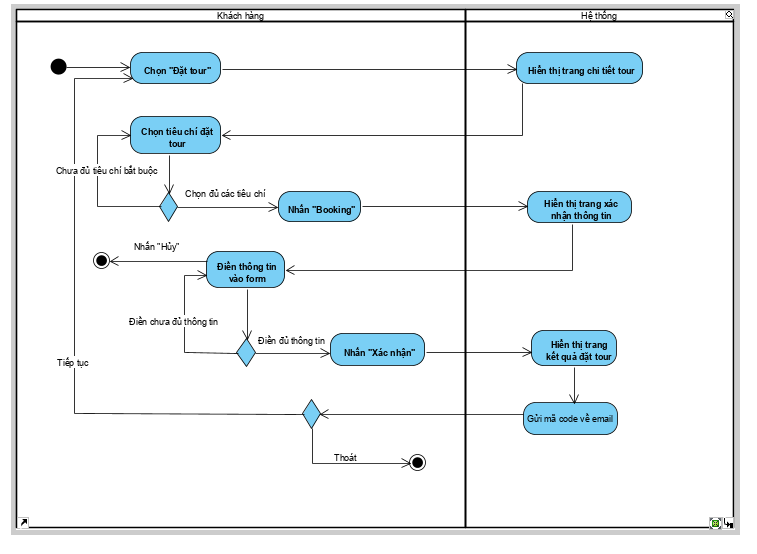 Khách hàng
Hệ thống
Chọn "Đặt tour"
Hiển thị trang chi tiết tour
Chọn tiêu chí đặt
tour
Chưa đủ tiêu chí bắt buộc
Chọn đủ các tiêu chí
Nhấn "Booking"
Hiển thị trang xác
nhận thông tin
Nhấn "Hủy"
Điền thông tin
vào form
Điền chưa đủ thông tin
Điền đủ thông tin
Nhấn "Xác nhận"
Hiển thị trang
kết quả đặt tour
Tiếp tục
Gửi mã code về email
Thoát